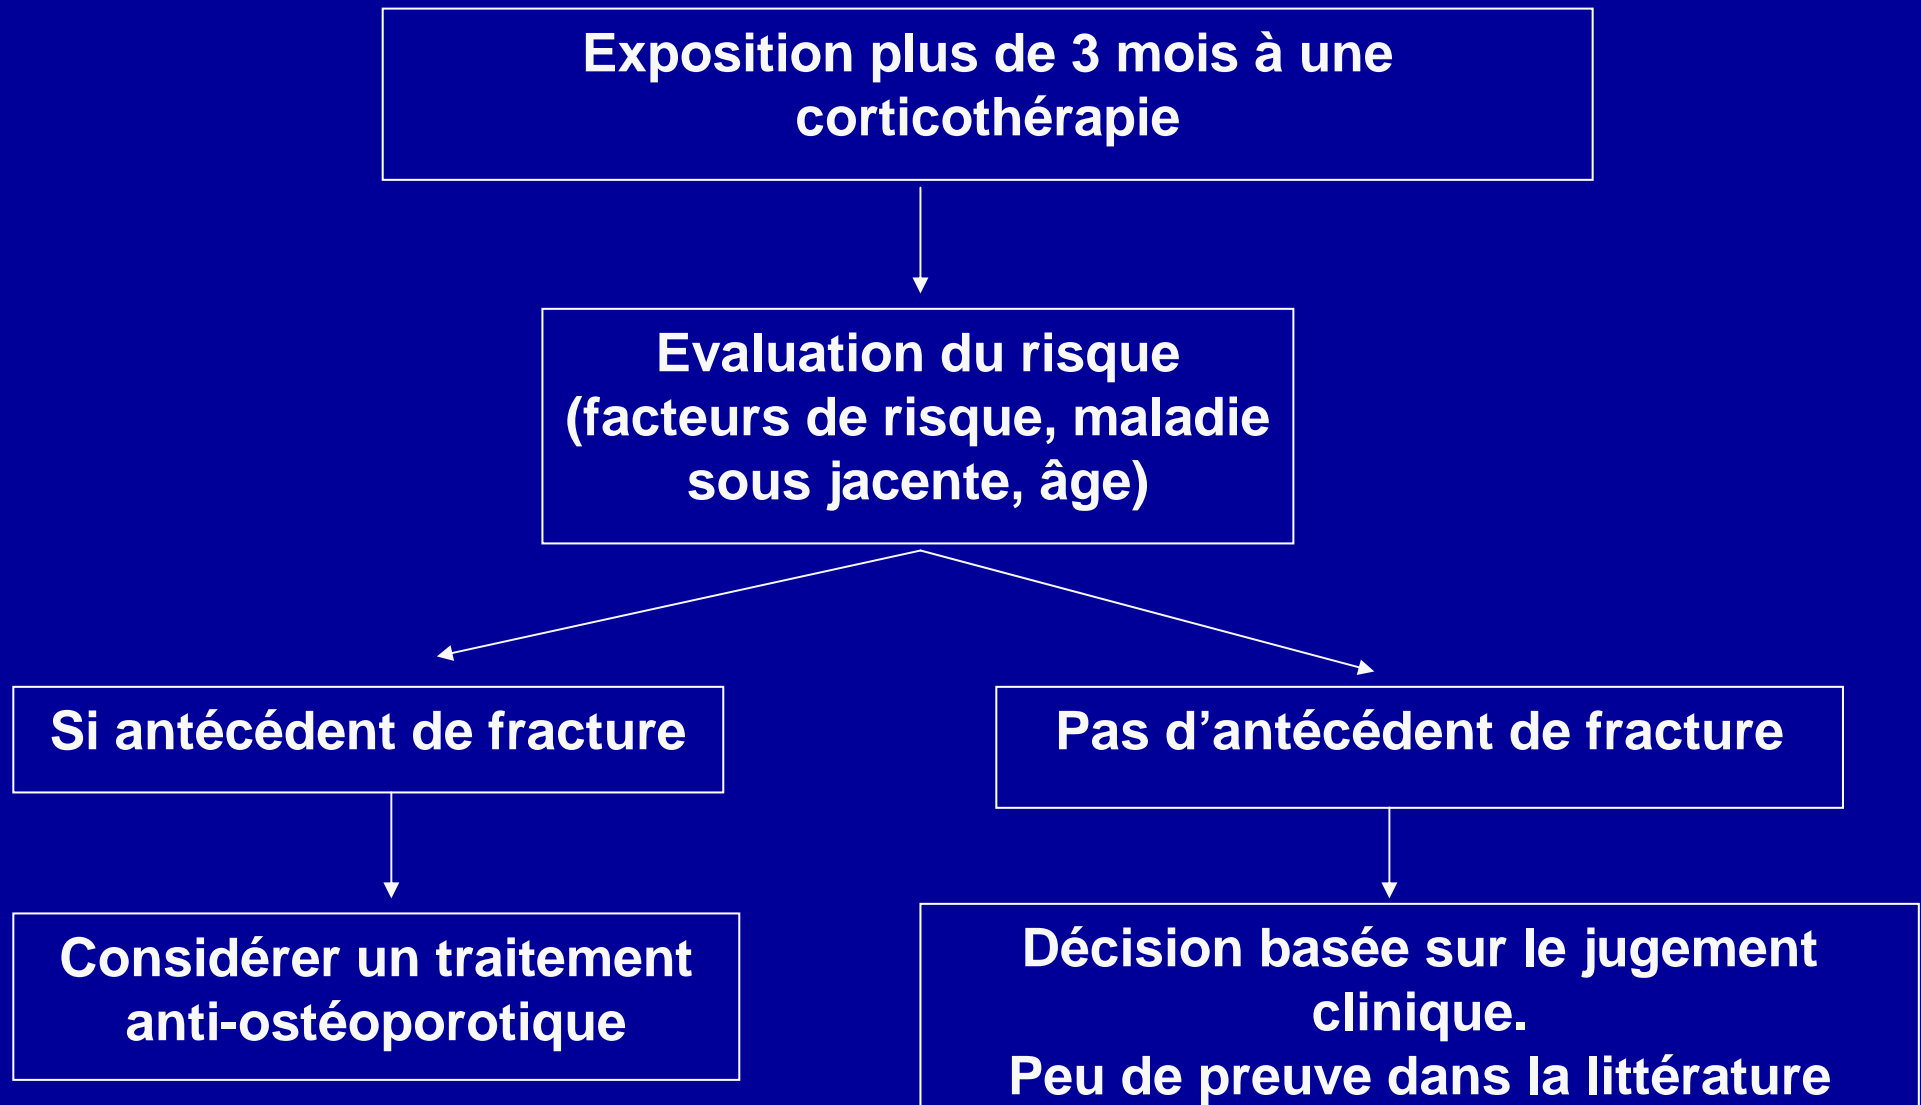 Exposition plus de 3 mois à une
corticothérapie
Evaluation du risque
(facteurs de risque, maladie
sous jacente, âge)
Si antécédent de fracture
Pas d’antécédent de fracture
Considérer un traitement
anti-ostéoporotique
Décision basée sur le jugement
clinique.
Peu de preuve dans la littérature